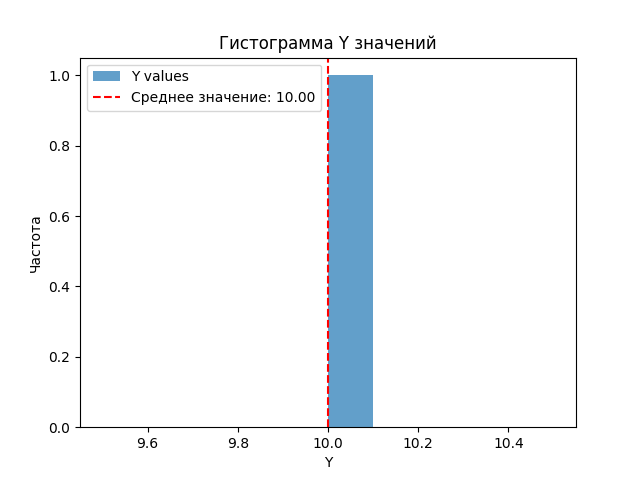 Гистограмма Y значений
Y values
Среднее значение: 10.00
1.0
0.8
0.6
0.4
0.2
0.0
Частота
9.6 9.8 10.0 10.2 10.4
Y